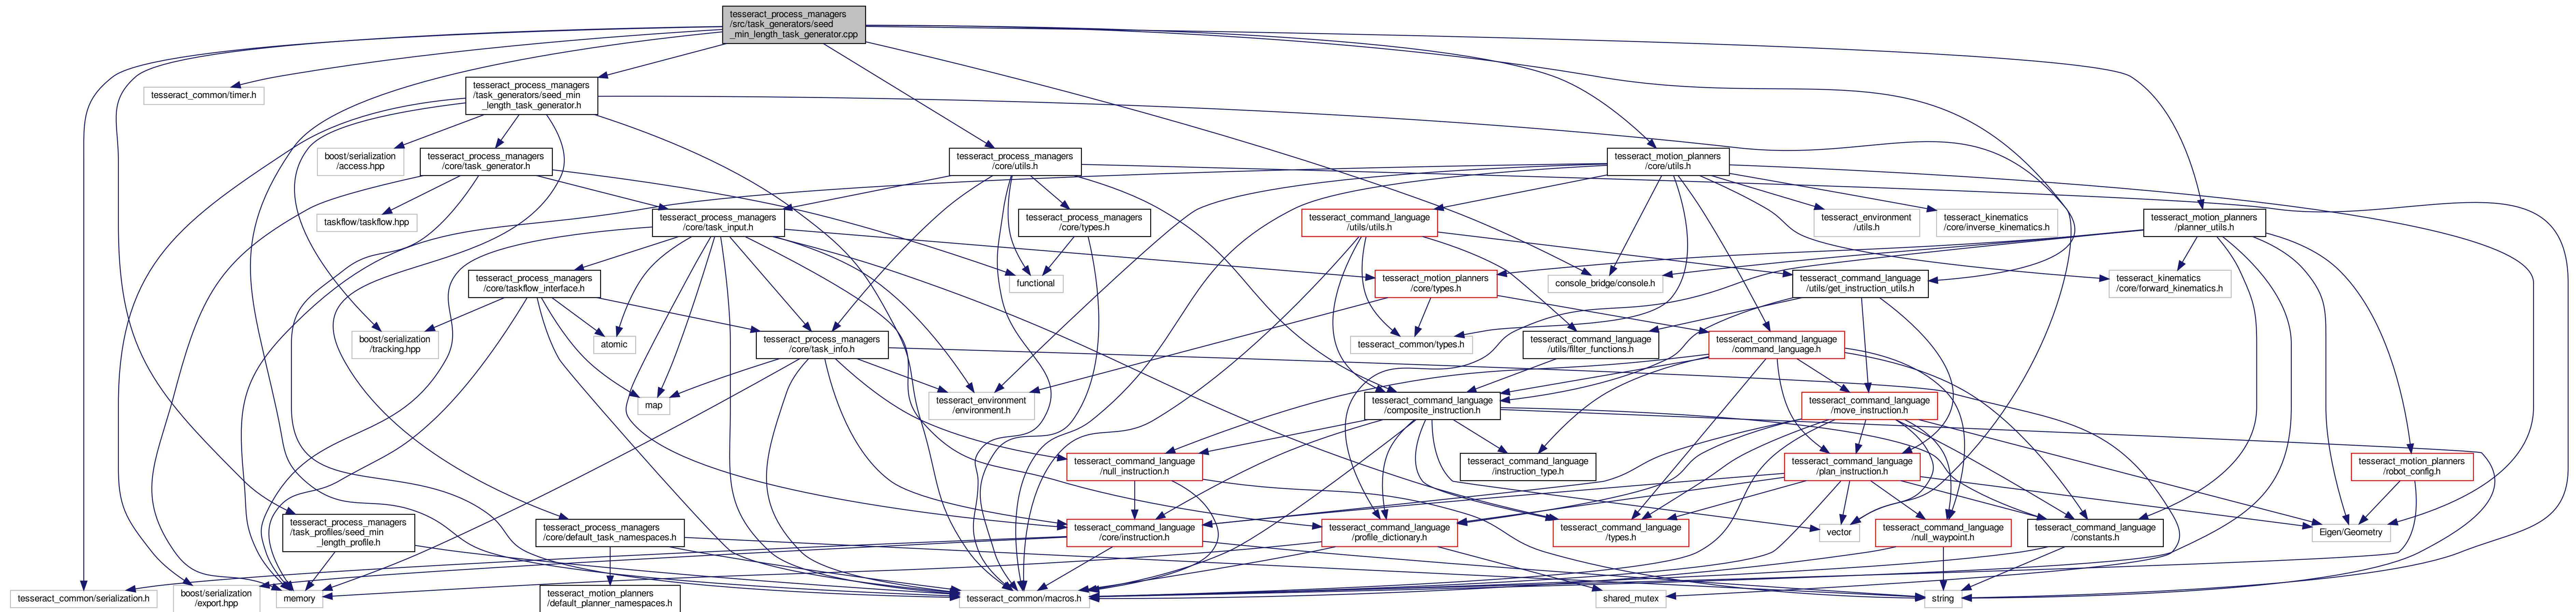 tesseract_process_managers
/src/task_generators/seed
_min_length_task_generator.cpp
tesseract_common/timer.h
tesseract_process_managers
/task_generators/seed_min
_length_task_generator.h
boost/serialization
/access.hpp
tesseract_process_managers
/core/task_generator.h
tesseract_process_managers
/core/utils.h
tesseract_motion_planners
/core/utils.h
taskflow/taskflow.hpp
tesseract_process_managers
/core/task_input.h
tesseract_process_managers
/core/types.h
tesseract_command_language
/utils/utils.h
tesseract_environment
/utils.h
tesseract_kinematics
/core/inverse_kinematics.h
tesseract_motion_planners
/planner_utils.h
tesseract_process_managers
/core/taskflow_interface.h
functional
tesseract_motion_planners
/core/types.h
console_bridge/console.h
tesseract_command_language
/utils/get_instruction_utils.h
tesseract_kinematics
/core/forward_kinematics.h
boost/serialization
/tracking.hpp
atomic
tesseract_process_managers
/core/task_info.h
tesseract_common/types.h
tesseract_command_language
/utils/filter_functions.h
tesseract_command_language
/command_language.h
map
tesseract_environment
/environment.h
tesseract_command_language
/composite_instruction.h
tesseract_command_language
/move_instruction.h
tesseract_command_language
/null_instruction.h
tesseract_command_language
/instruction_type.h
tesseract_command_language
/plan_instruction.h
tesseract_motion_planners
/robot_config.h
tesseract_process_managers
/task_profiles/seed_min
_length_profile.h
tesseract_process_managers
/core/default_task_namespaces.h
tesseract_command_language
/core/instruction.h
tesseract_command_language
/profile_dictionary.h
tesseract_command_language
/types.h
vector
tesseract_command_language
/null_waypoint.h
tesseract_command_language
/constants.h
Eigen/Geometry
tesseract_common/serialization.h
boost/serialization
/export.hpp
memory
tesseract_motion_planners
/default_planner_namespaces.h
tesseract_common/macros.h
shared_mutex
string